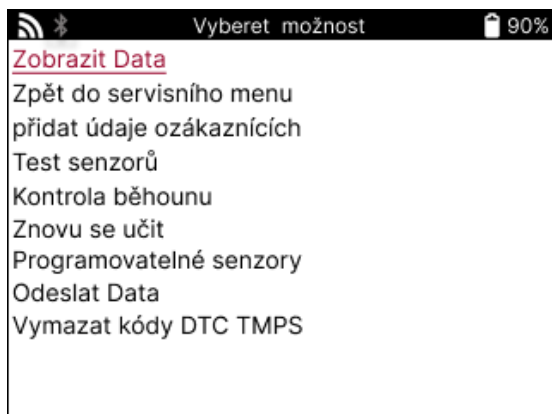 Vyberet možnost 90%
Zobrazit Data
Zpět do servisního menu
přidat údaje ozákaznících
Test senzorů
Kontrola běhounu
Znovu se učit
Programovatelné senzory
Odeslat Data
Vymazat kódy DTC TMPS